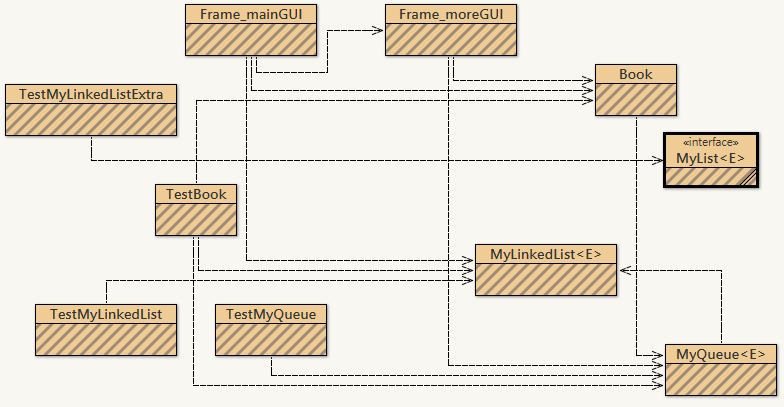 Frame_mainGUI
Frame_moreGUI
Book
TestMyLinkedListExtra
«interface»
MyList<E>
TestBook
MyLinkedList<E>
TestMyLinkedList
TestMyQueue
MyQueue<E>